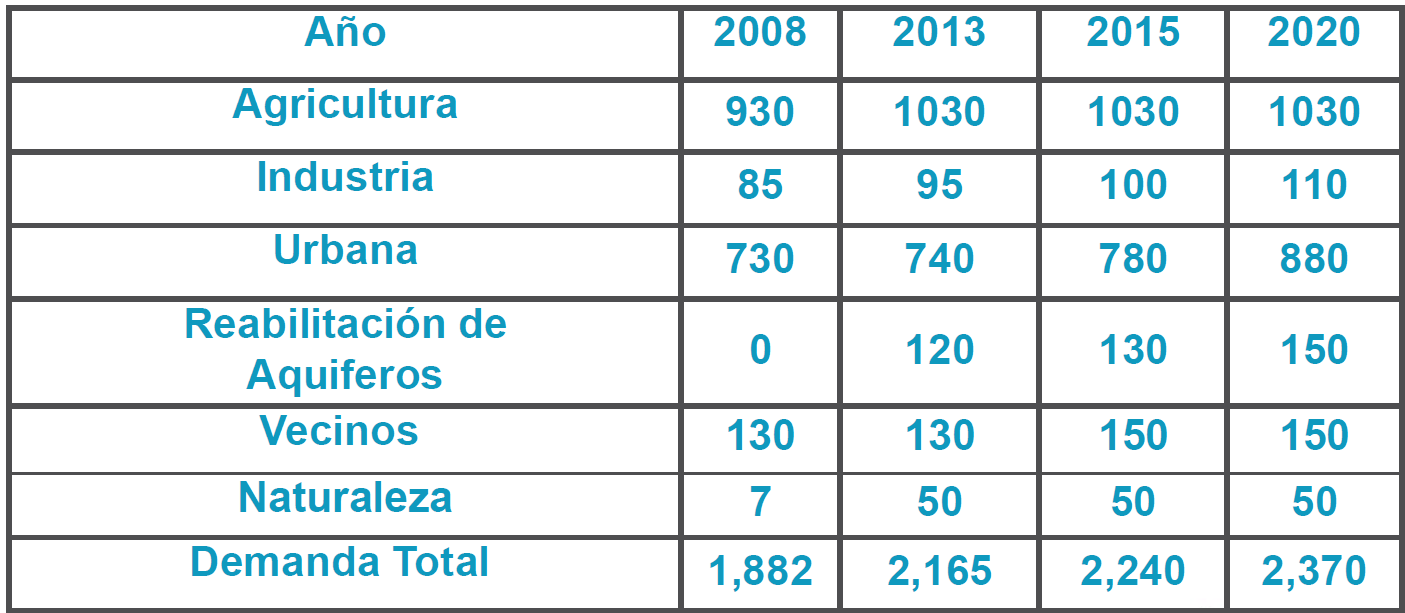 Año 2008 2013 2015 2020
Agricultura 930 1030 1030 1030
Industria 85 95 100 110
Urbana 730 740 780 880
Reabilitación de
Aquiferos 0 120 130 150
Vecinos 130 130 150 150
Naturaleza 7 50 50 50
Demanda Total 1,882 2,165 2,240 2,370